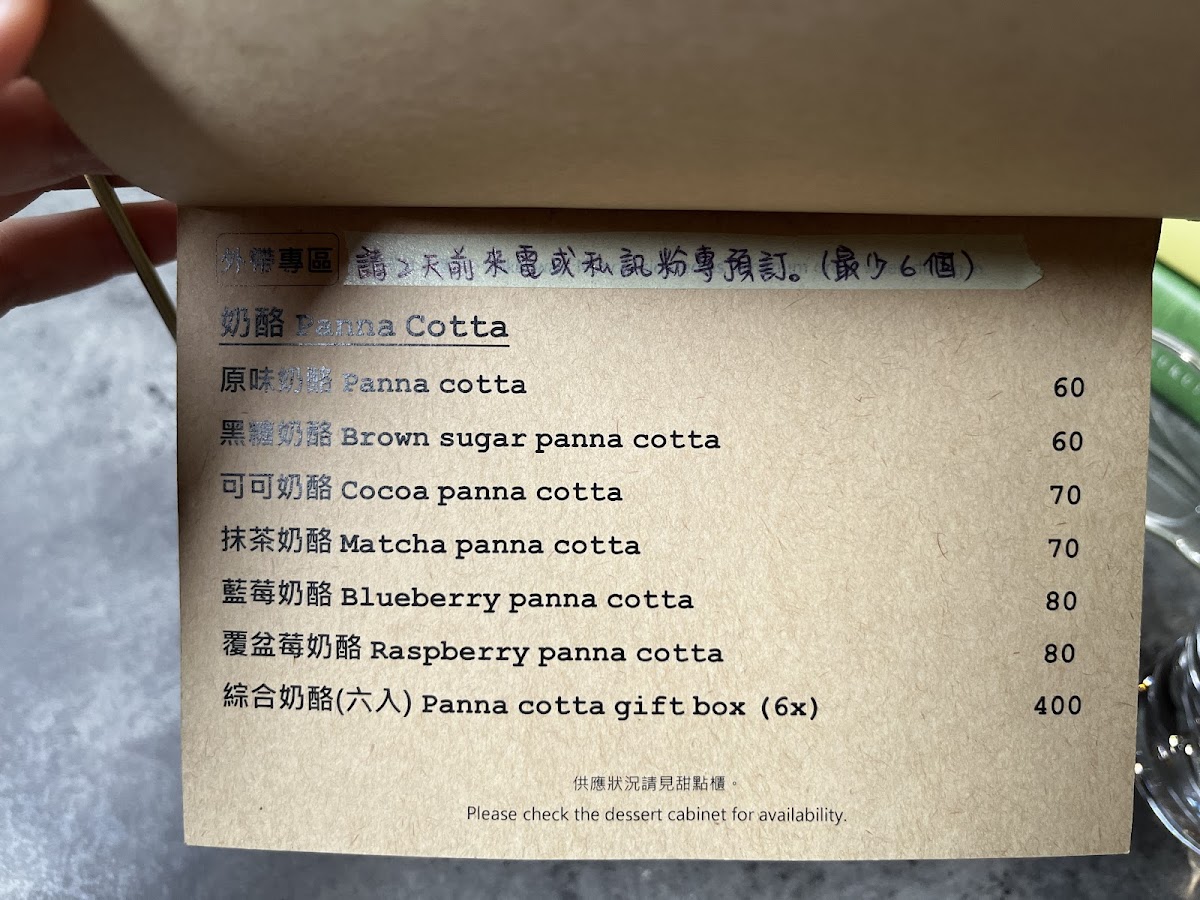 外帶專區 請2天前來電或私訊粉專預訂。(最少6個)
奶酪 Panna Cotta
原味奶酪 Panna cotta 60
黑糖奶酪 Brown sugar panna cotta 60
可可奶酪 Cocoa panna cotta 70
抹茶奶酪 Matcha panna cotta 70
藍莓奶酪 Blueberry panna cotta 80
覆盆莓奶酪 Raspberry panna cotta 80
綜合奶酪(六入) Panna cotta gift box (6x) 400
供應狀況請見甜點櫃。
Please check the dessert cabinet for availability.